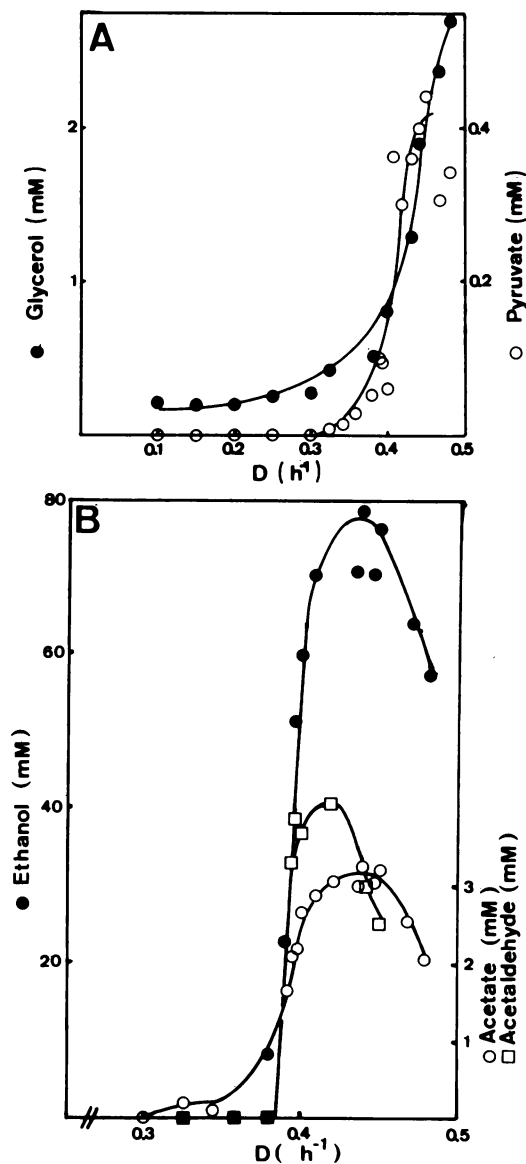 A
2
1
0.4
0.2
● Glycerol (mM)
○ Pyruvate (mM)
0.1 0.2 0.3 0.4 0.5
D (h⁻¹)
B
80
60
40
20
3
2
1
● Ethanol (mM)
○ Acetate (mM)
□ Acetaldehyde (mM)
0.3 0.4 0.5
D ( h⁻¹)